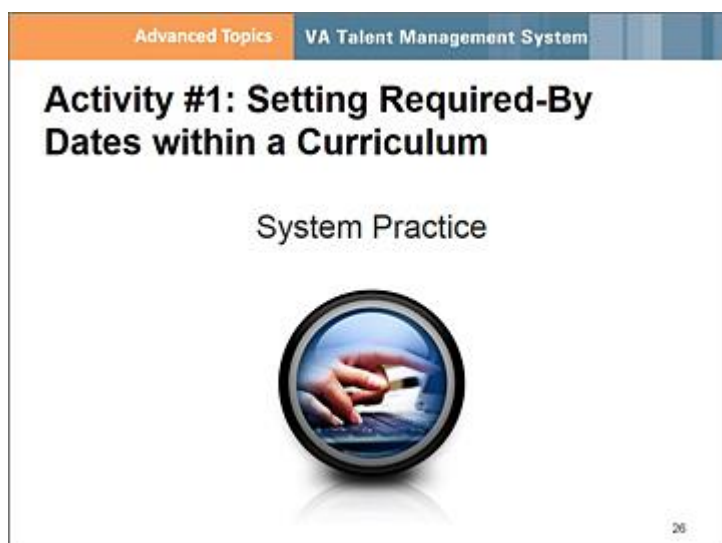 Advanced Topics VA Talent Management System
Activity #1: Setting Required-By
Dates within a Curriculum
System Practice
26